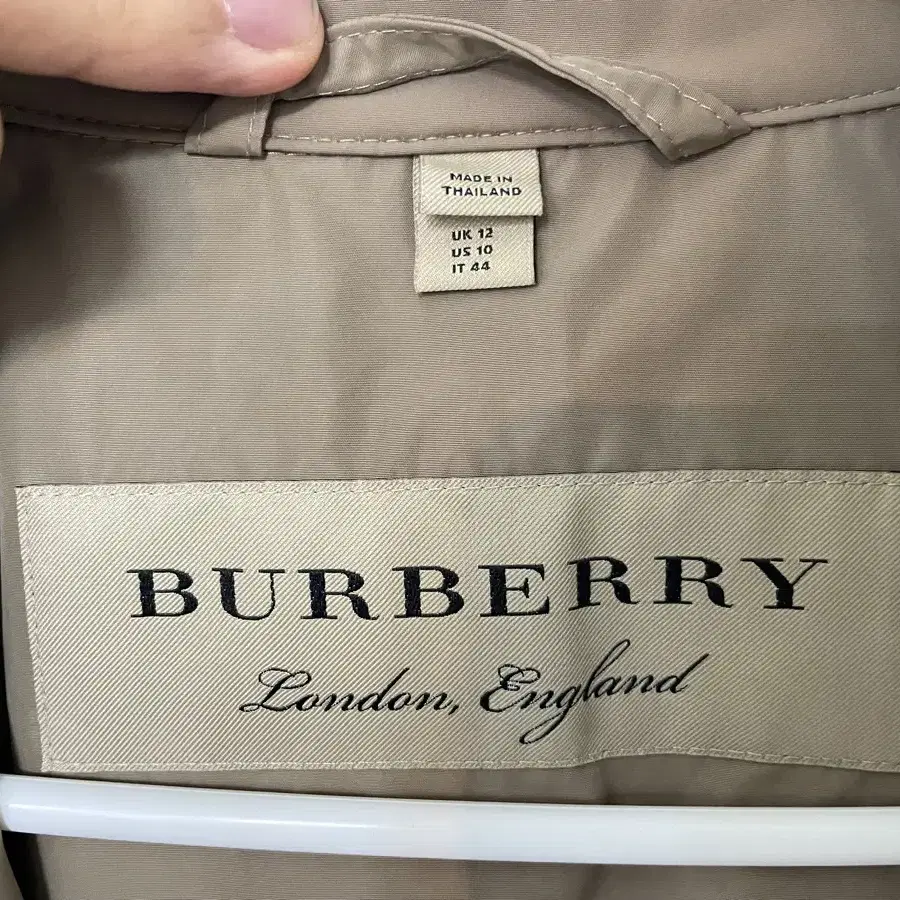 MADE IN
THAILAND
UK 12
US 10
IT 44
BURBERRY
London, England